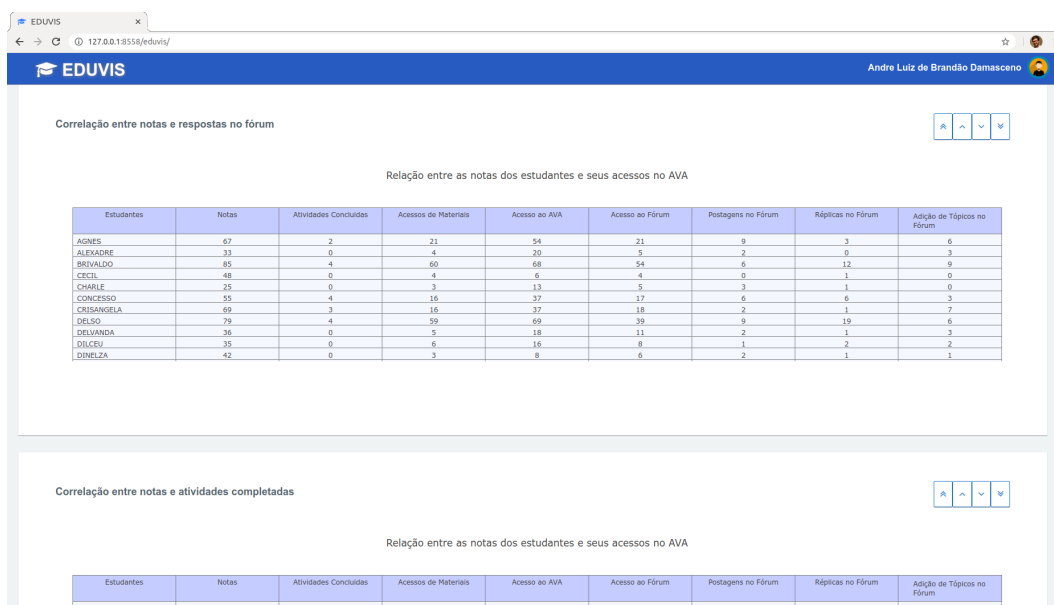 EDUVIS
127.0.0.1:8558/eduvis/
EDUVIS
Andre Luiz de Brandão Damasceno
Correlação entre notas e respostas no fórum
Relação entre as notas dos estudantes e seus acessos no AVA
Estudantes Notas Atividades Concluidas Acessos de Materiais Acesso ao AVA Acesso ao Fórum Postagens no Fórum Réplicas no Fórum Adição de Tópicos no
Fórum
AGNES 67 2 21 54 21 9 3 6
ALEXADRE 33 0 4 20 5 2 0 3
BRIVALDO 85 4 60 68 54 6 12 9
CECIL 48 0 4 6 4 0 1 0
CHARLE 25 0 3 13 5 3 1 0
CONCESSO 55 4 16 37 17 6 6 3
CRISANGELA 69 3 16 37 18 2 1 7
DELSO 79 4 59 69 39 9 19 6
DELVANDA 36 0 5 18 11 2 1 3
DILCEU 35 0 6 16 8 1 2 2
DINELZA 42 0 3 8 6 2 1 1
Correlação entre notas e atividades completadas
Relação entre as notas dos estudantes e seus acessos no AVA
Estudantes Notas Atividades Concluidas Acessos de Materiais Acesso ao AVA Acesso ao Fórum Postagens no Fórum Réplicas no Fórum Adição de Tópicos no
Fórum